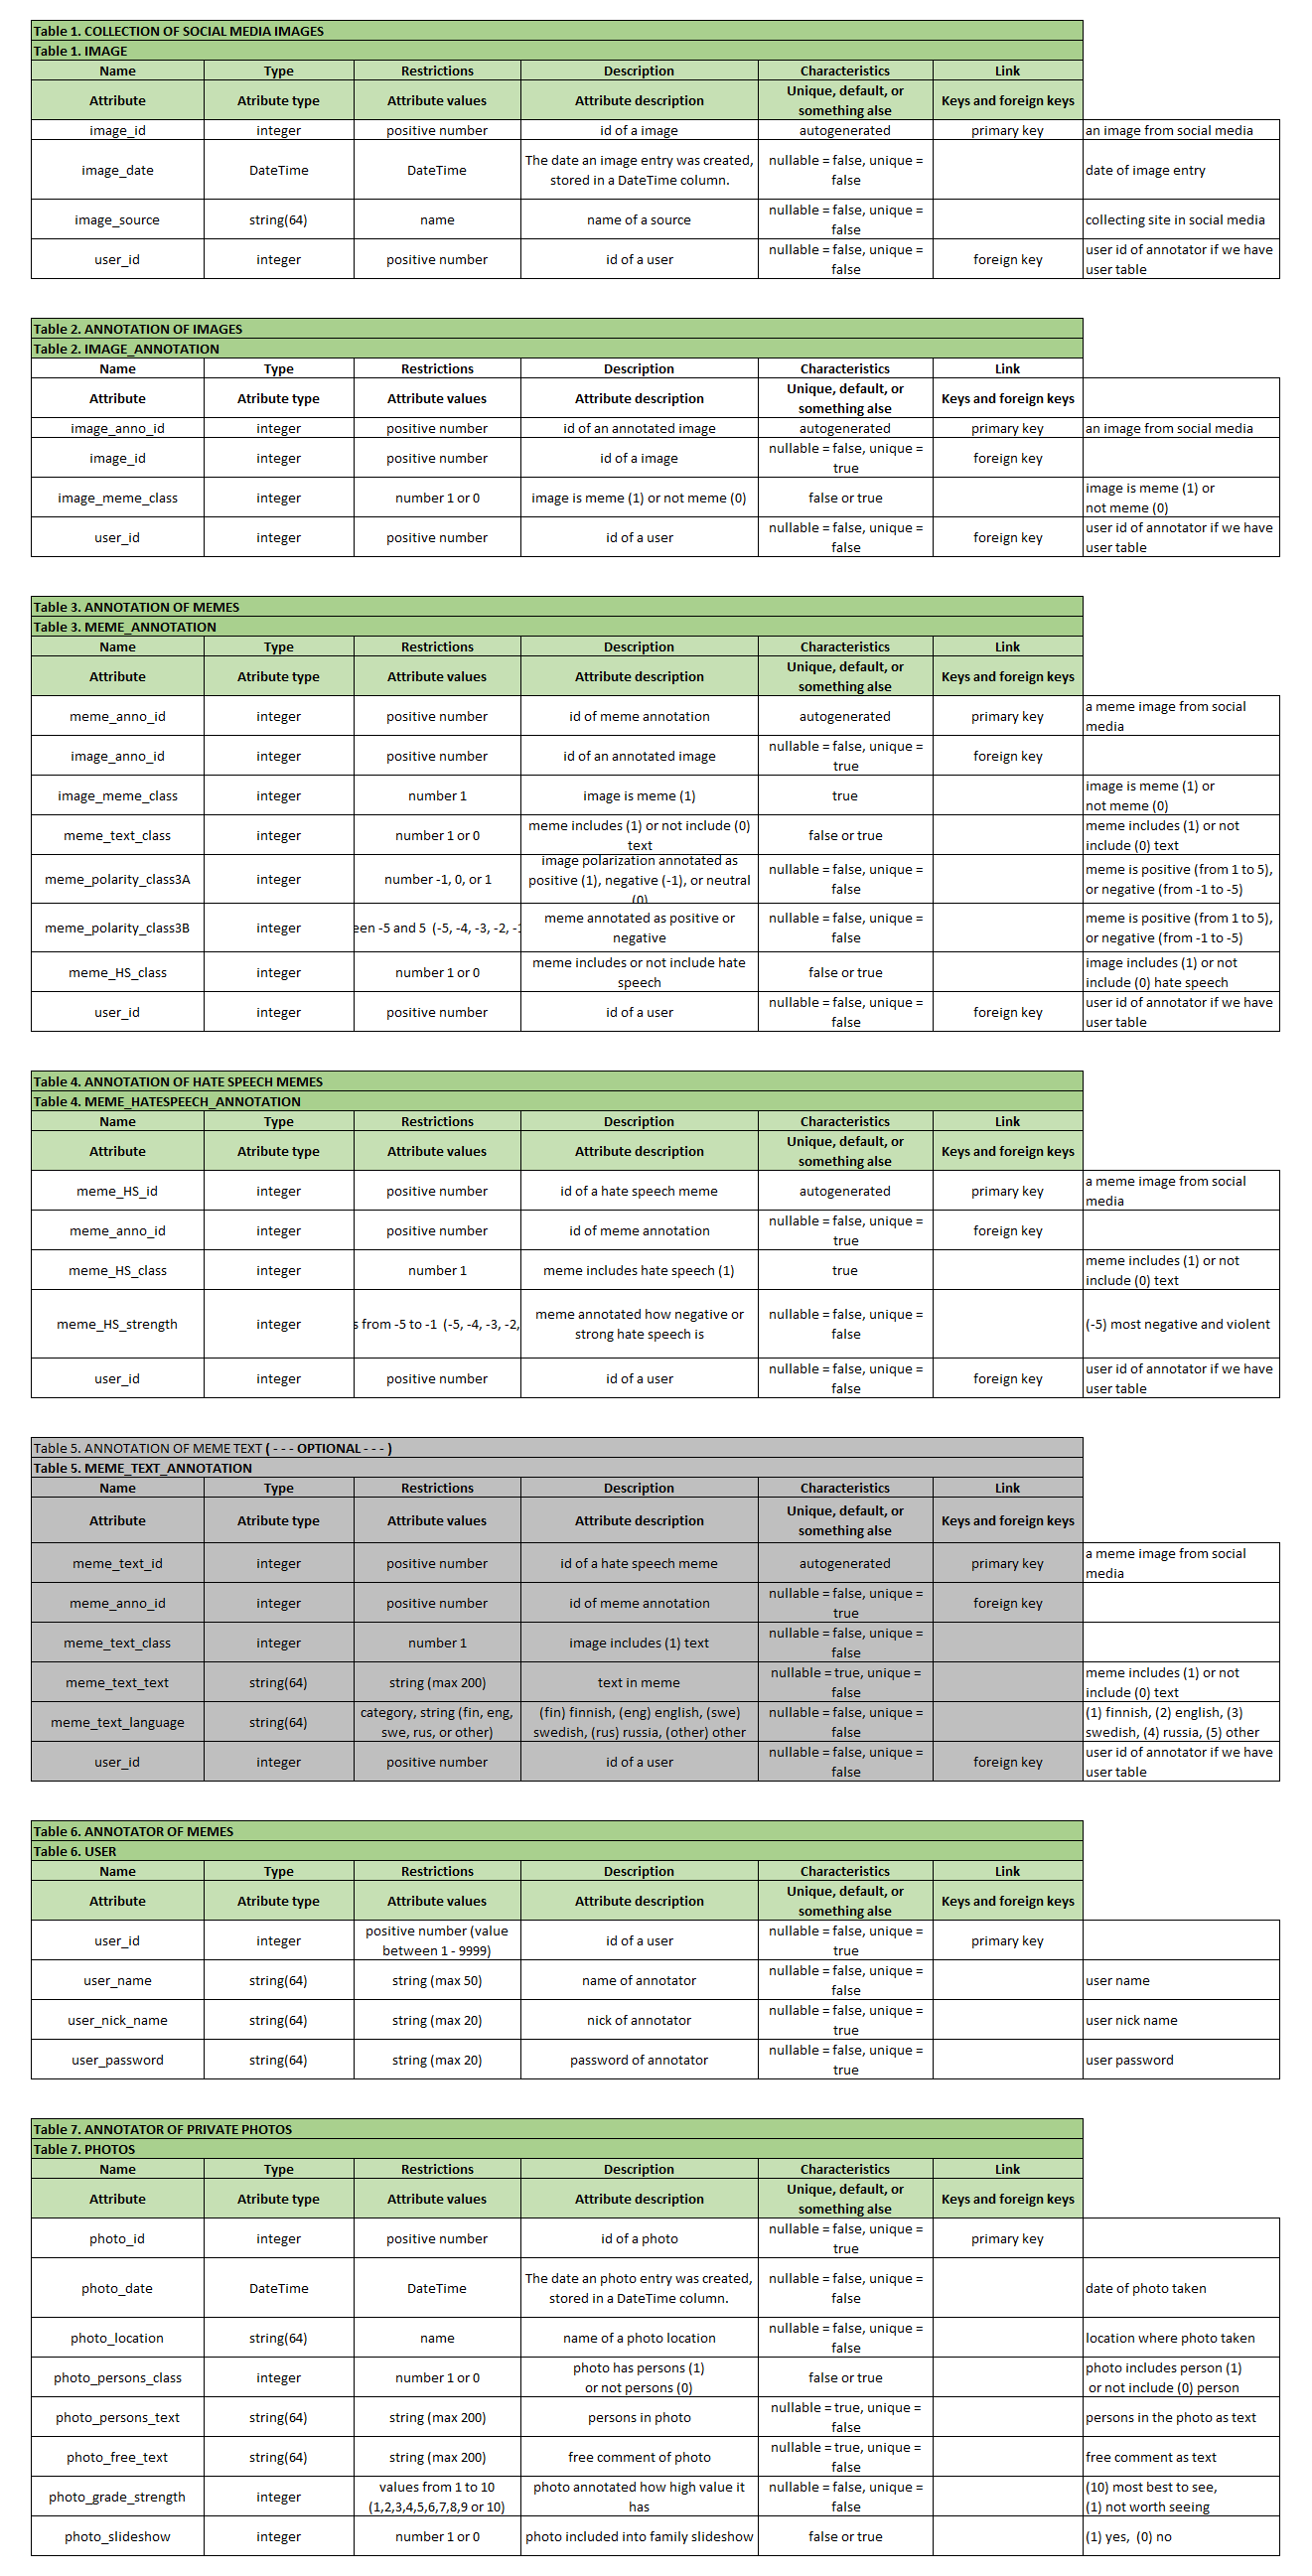 Table 1. COLLECTION OF SOCIAL MEDIA IMAGES
Table 1. IMAGE
Name Type Restrictions Description Characteristics Link
Attribute Atribute type Attribute values Attribute description Unique, default, or something alse Keys and foreign keys
image_id integer positive number id of a image autogenerated primary key an image from social media
image_date DateTime DateTime The date an image entry was created, stored in a DateTime column. nullable = false, unique = false date of image entry
image_source string(64) name name of a source nullable = false, unique = false collecting site in social media
user_id integer positive number id of a user nullable = false, unique = false foreign key user id of annotator if we have user table
Table 2. ANNOTATION OF IMAGES
Table 2. IMAGE_ANNOTATION
Name Type Restrictions Description Characteristics Link
Attribute Atribute type Attribute values Attribute description Unique, default, or something alse Keys and foreign keys
image_anno_id integer positive number id of an annotated image autogenerated primary key an image from social media
image_id integer positive number id of a image nullable = false, unique = true foreign key
image_meme_class integer number 1 or 0 image is meme (1) or not meme (0) false or true image is meme (1) or not meme (0)
user_id integer positive number id of a user nullable = false, unique = false foreign key user id of annotator if we have user table
Table 3. ANNOTATION OF MEMES
Table 3. MEME_ANNOTATION
Name Type Restrictions Description Characteristics Link
Attribute Atribute type Attribute values Attribute description Unique, default, or something alse Keys and foreign keys
meme_anno_id integer positive number id of meme annotation autogenerated primary key a meme image from social media
image_anno_id integer positive number id of an annotated image nullable = false, unique = true foreign key
image_meme_class integer number 1 image is meme (1) true image is meme (1) or not meme (0)
meme_text_class integer number 1 or 0 meme includes (1) or not include (0) text false or true meme includes (1) or not include (0) text
meme_polarity_class3A integer number -1, 0, or 1 image polarization annotated as positive (1), negative (-1), or neutral (0) nullable = false, unique = false meme is positive (from 1 to 5), or negative (from -1 to -5)
meme_polarity_class3B integer een -5 and 5 (-5, -4, -3, -2, -1 meme annotated as positive or negative nullable = false, unique = false meme is positive (from 1 to 5), or negative (from -1 to -5)
meme_HS_class integer number 1 or 0 meme includes or not include hate speech false or true image includes (1) or not include (0) hate speech
user_id integer positive number id of a user nullable = false, unique = false foreign key user id of annotator if we have user table
Table 4. ANNOTATION OF HATE SPEECH MEMES
Table 4. MEME_HATESPEECH_ANNOTATION
Name Type Restrictions Description Characteristics Link
Attribute Atribute type Attribute values Attribute description Unique, default, or something alse Keys and foreign keys
meme_HS_id integer positive number id of a hate speech meme autogenerated primary key a meme image from social media
meme_anno_id integer positive number id of meme annotation nullable = false, unique = true foreign key
meme_HS_class integer number 1 meme includes hate speech (1) true meme includes (1) or not include (0) text
meme_HS_strength integer s from -5 to -1 (-5, -4, -3, -2, meme annotated how negative or strong hate speech is nullable = false, unique = false (-5) most negative and violent
user_id integer positive number id of a user nullable = false, unique = false foreign key user id of annotator if we have user table
Table 5. ANNOTATION OF MEME TEXT ( - - - OPTIONAL - - - )
Table 5. MEME_TEXT_ANNOTATION
Name Type Restrictions Description Characteristics Link
Attribute Atribute type Attribute values Attribute description Unique, default, or something alse Keys and foreign keys
meme_text_id integer positive number id of a hate speech meme autogenerated primary key a meme image from social media
meme_anno_id integer positive number id of meme annotation nullable = false, unique = true foreign key
meme_text_class integer number 1 image includes (1) text nullable = false, unique = false
meme_text_text string(64) string (max 200) text in meme nullable = true, unique = false meme includes (1) or not include (0) text
meme_text_language string(64) category, string (fin, eng, swe, rus, or other) (fin) finnish, (eng) english, (swe) swedish, (rus) russia, (other) other nullable = false, unique = false (1) finnish, (2) english, (3) swedish, (4) russia, (5) other
user_id integer positive number id of a user nullable = false, unique = false foreign key user id of annotator if we have user table
Table 6. ANNOTATOR OF MEMES
Table 6. USER
Name Type Restrictions Description Characteristics Link
Attribute Atribute type Attribute values Attribute description Unique, default, or something alse Keys and foreign keys
user_id integer positive number (value between 1 - 9999) id of a user nullable = false, unique = true primary key
user_name string(64) string (max 50) name of annotator nullable = false, unique = false user name
user_nick_name string(64) string (max 20) nick of annotator nullable = false, unique = true user nick name
user_password string(64) string (max 20) password of annotator nullable = false, unique = true user password
Table 7. ANNOTATOR OF PRIVATE PHOTOS
Table 7. PHOTOS
Name Type Restrictions Description Characteristics Link
Attribute Atribute type Attribute values Attribute description Unique, default, or something alse Keys and foreign keys
photo_id integer positive number id of a photo nullable = false, unique = true primary key
photo_date DateTime DateTime The date an photo entry was created, stored in a DateTime column. nullable = false, unique = false date of photo taken
photo_location string(64) name name of a photo location nullable = false, unique = false location where photo taken
photo_persons_class integer number 1 or 0 photo has persons (1) or not persons (0) false or true photo includes person (1) or not include (0) person
photo_persons_text string(64) string (max 200) persons in photo nullable = true, unique = false persons in the photo as text
photo_free_text string(64) string (max 200) free comment of photo nullable = true, unique = false free comment as text
photo_grade_strength integer values from 1 to 10 (1,2,3,4,5,6,7,8,9 or 10) photo annotated how high value it has nullable = false, unique = false (10) most best to see, (1) not worth seeing
photo_slideshow integer number 1 or 0 photo included into family slideshow false or true (1) yes, (0) no